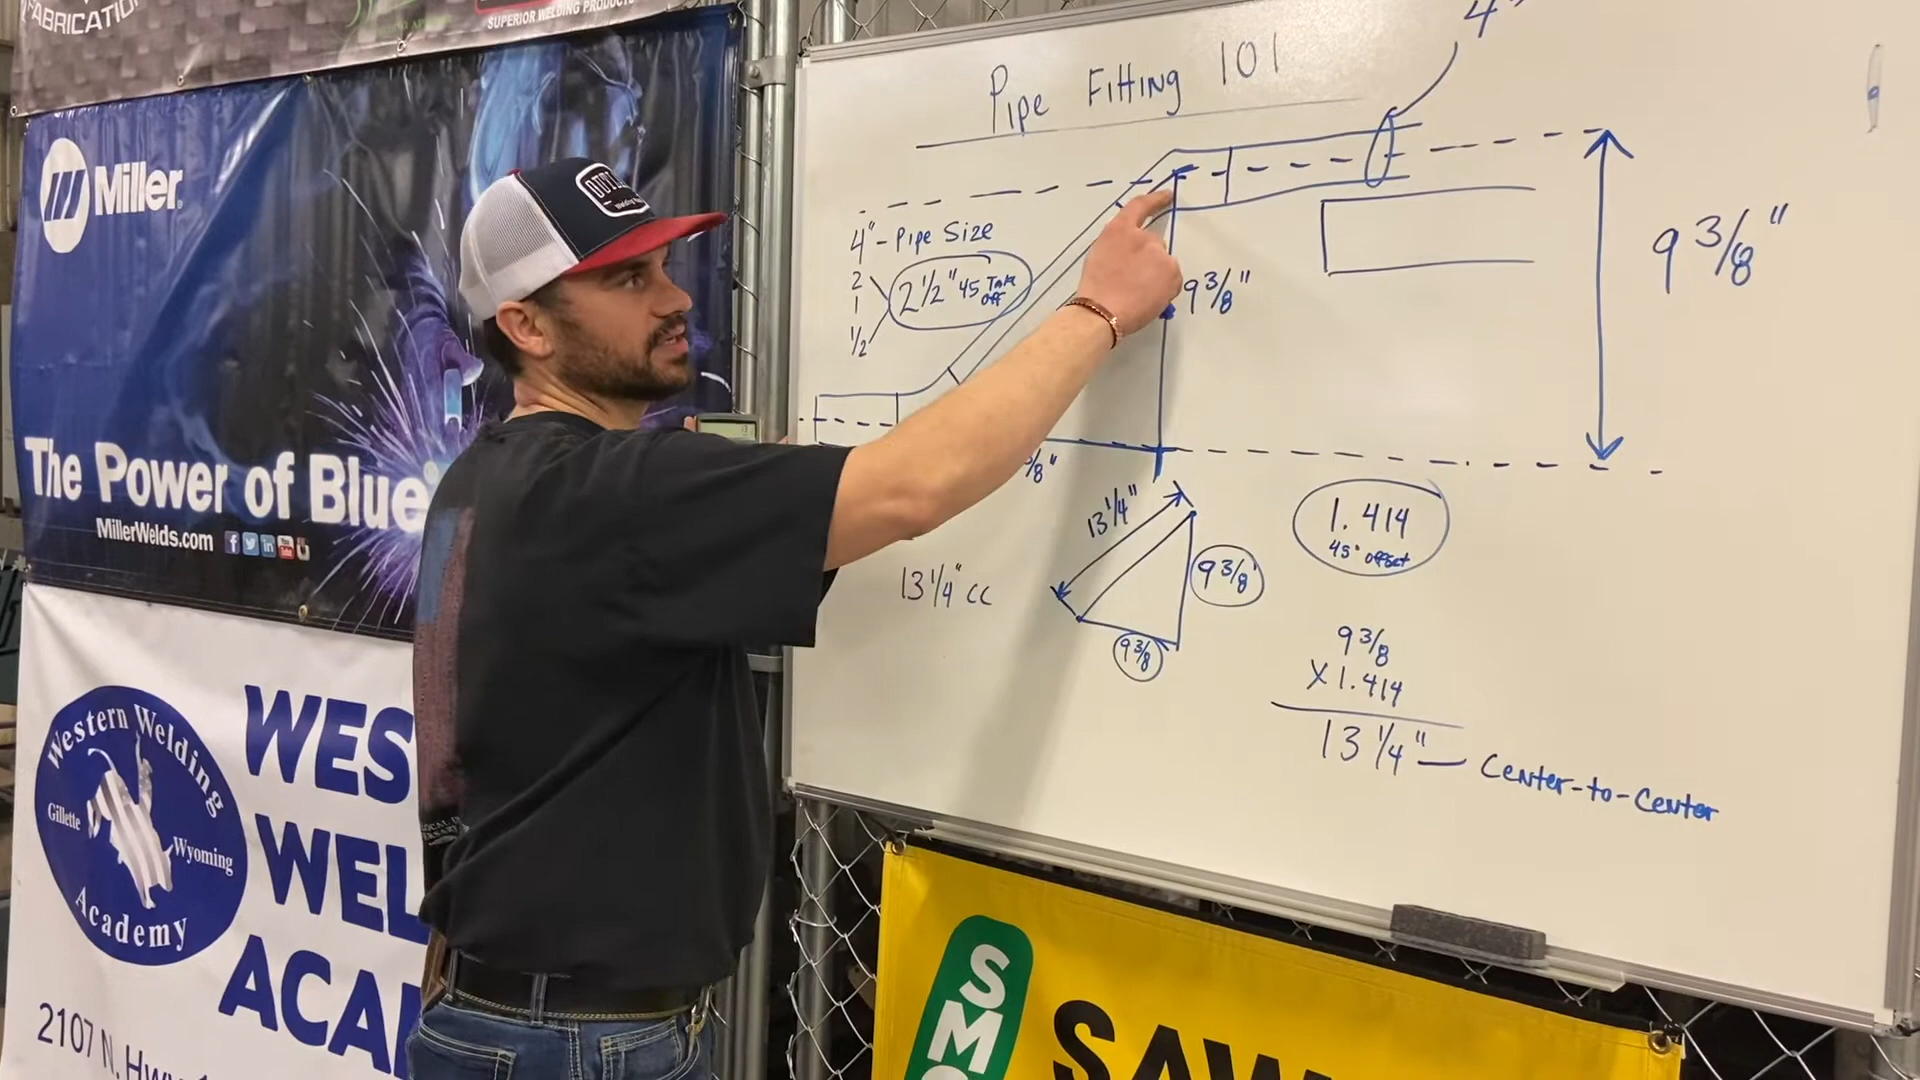 FABRICATIO
SUPERIOR WELDING PRODUCTS
Miller
The Power of Blue
MillerWelds.com
Western Welding
Gillette
Wyoming
Academy
WES
WEL
ACA
2107 N. Hwy
OUTL
Pipe Fitting 101
4"
4"-Pipe Size
2
1
1/2
2 1/2" 45 Take
off
9 3/8"
9 3/8"
/8"
13 1/4"
9 3/8
9 3/8
13 1/4" cc
1.414
45° offset
9 3/8
X 1.414
13 1/4" — Center-to-Center
SM
SAW